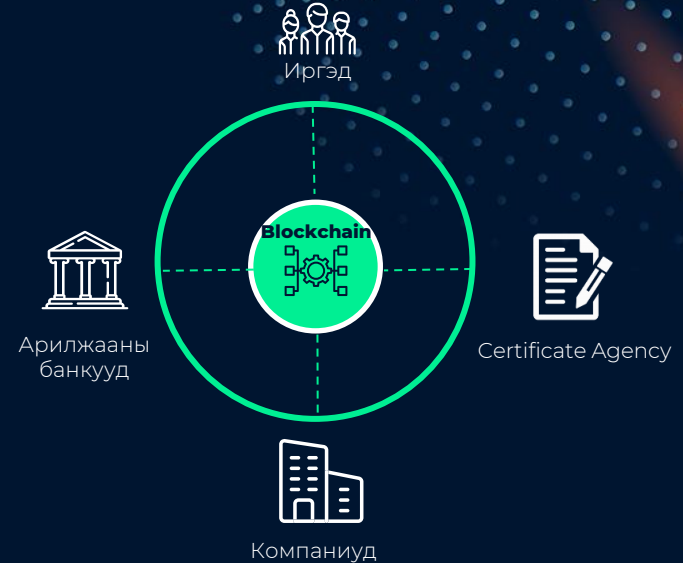 Иргэд
Blockchain
Арилжааны
банкууд
Certificate Agency
Компаниуд